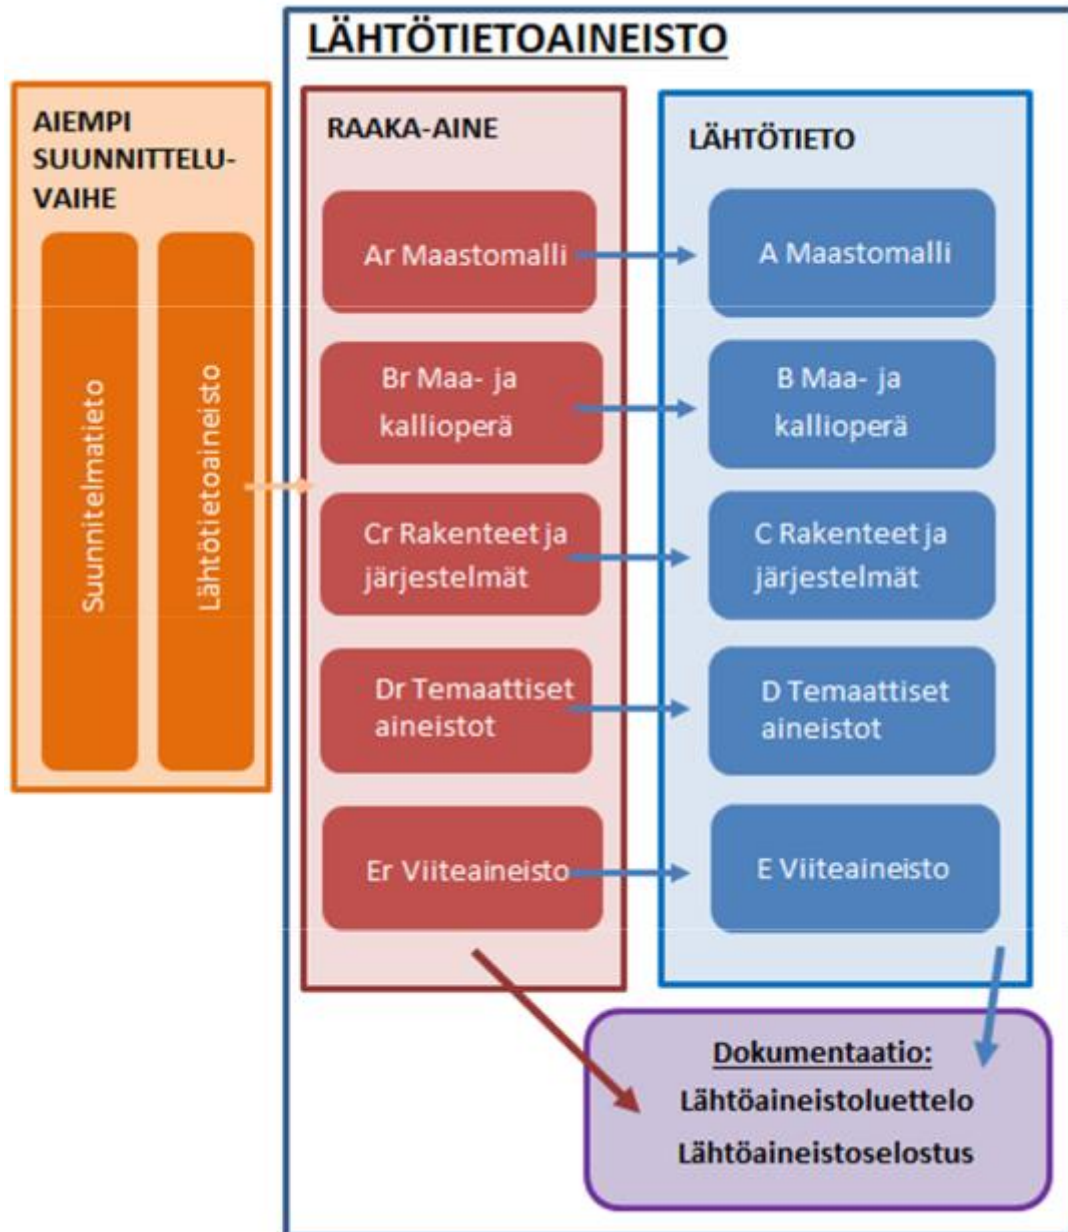 LÄHTÖTIETOAINEISTO
AIEMPI
SUUNNITTELU-
VAIHE
Suunnitelmatieto
Lähtötietoaineisto
RAAKA-AINE
Ar Maastomalli
Br Maa- ja
kallioperä
Cr Rakenteet ja
järjestelmät
Dr Temaattiset
aineistot
Er Viiteaineisto
LÄHTÖTIETO
A Maastomalli
B Maa- ja
kallioperä
C Rakenteet ja
järjestelmät
D Temaattiset
aineistot
E Viiteaineisto
Dokumentaatio:
Lähtöaineistoluettelo
Lähtöaineistoselostus